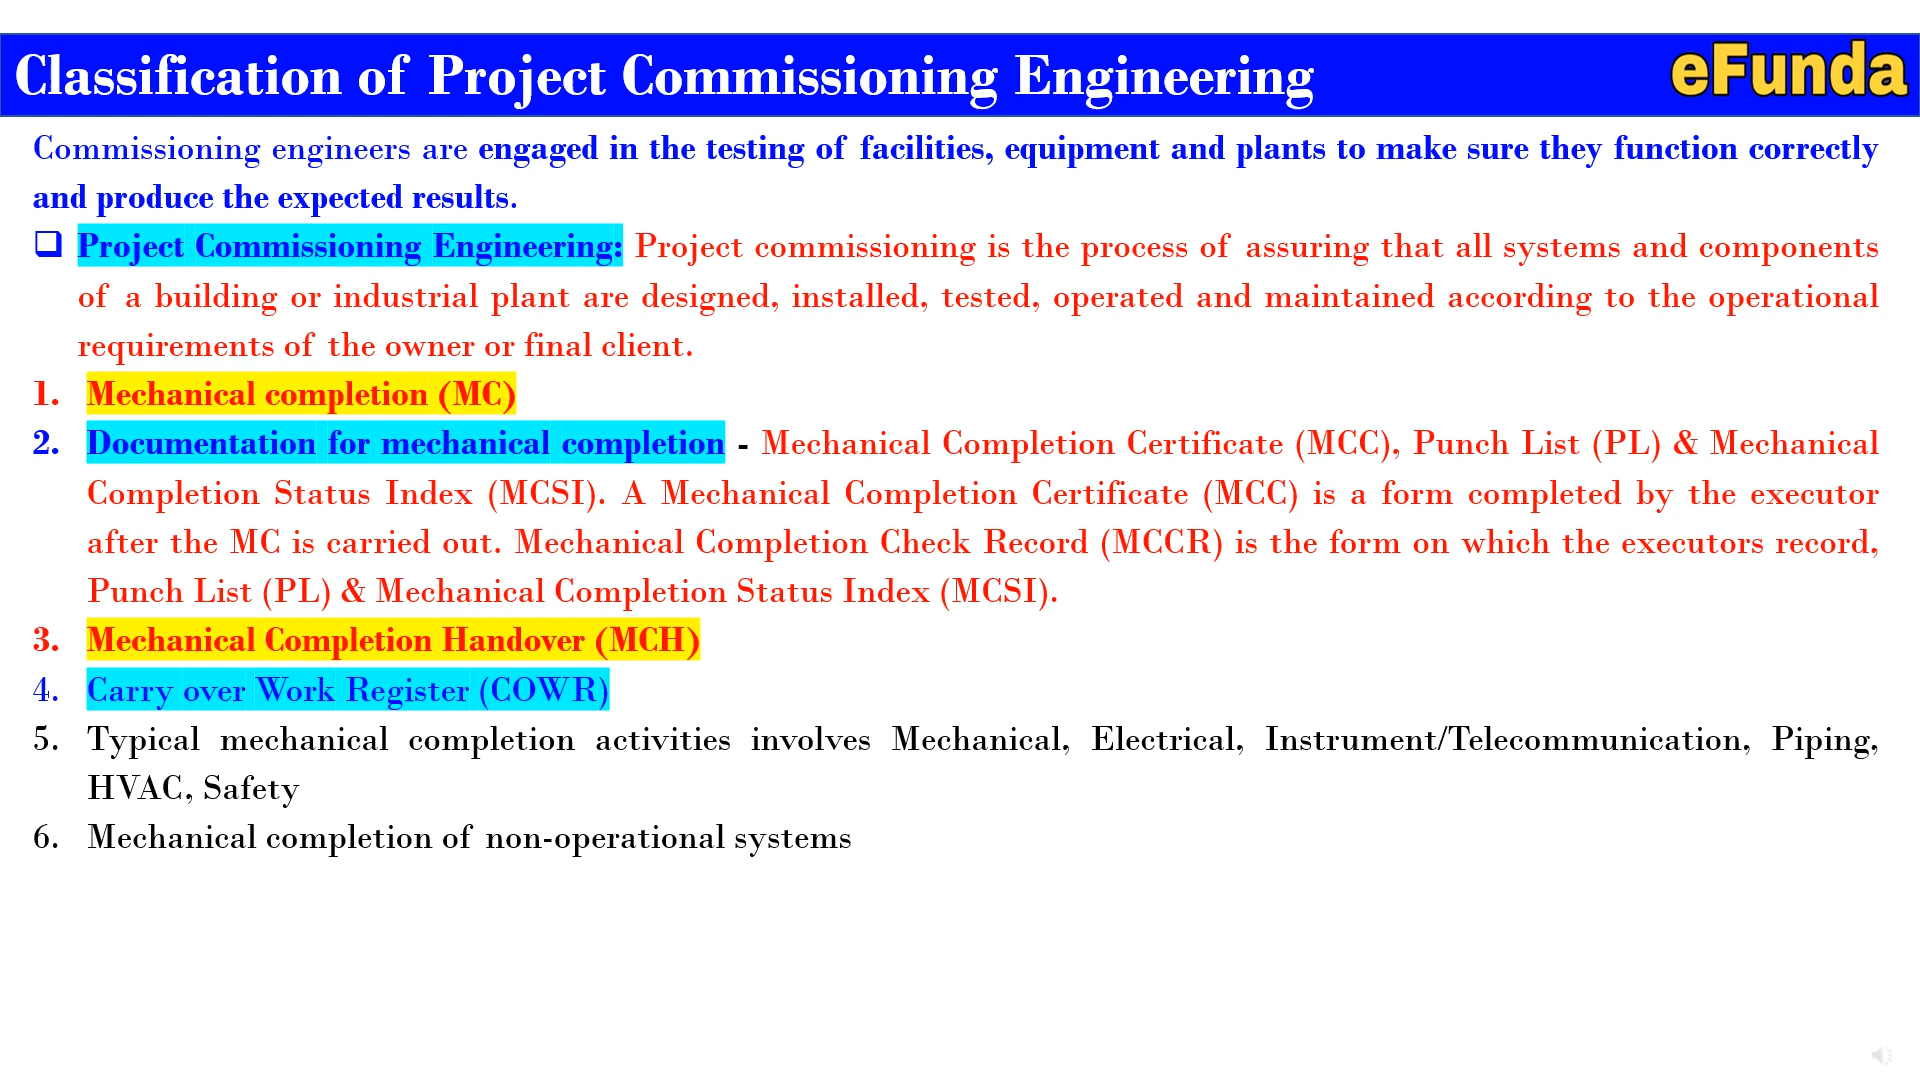 Classification of Project Commissioning Engineering
eFunda
Commissioning engineers are engaged in the testing of facilities, equipment and plants to make sure they function correctly
and produce the expected results.
❑ Project Commissioning Engineering: Project commissioning is the process of assuring that all systems and components
of a building or industrial plant are designed, installed, tested, operated and maintained according to the operational
requirements of the owner or final client.
1. Mechanical completion (MC)
2. Documentation for mechanical completion - Mechanical Completion Certificate (MCC), Punch List (PL) & Mechanical
Completion Status Index (MCSI). A Mechanical Completion Certificate (MCC) is a form completed by the executor
after the MC is carried out. Mechanical Completion Check Record (MCCR) is the form on which the executors record,
Punch List (PL) & Mechanical Completion Status Index (MCSI).
3. Mechanical Completion Handover (MCH)
4. Carry over Work Register (COWR)
5. Typical mechanical completion activities involves Mechanical, Electrical, Instrument/Telecommunication, Piping,
HVAC, Safety
6. Mechanical completion of non-operational systems